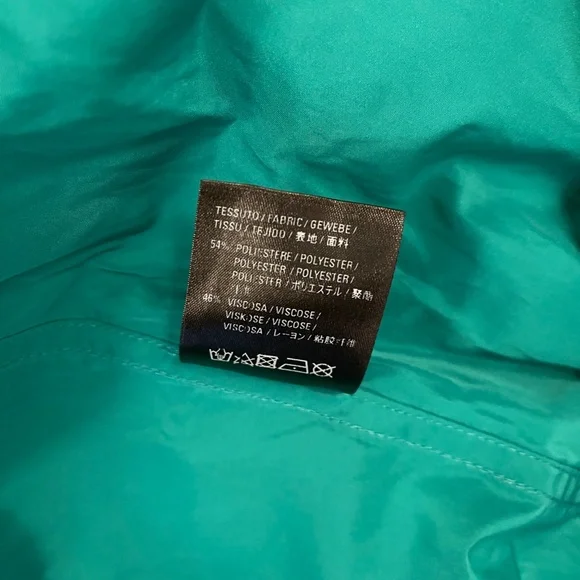 TESSUTO / FABRIC / GEWEBE /
TISSU / TEJIDO / 表地 / 面料
54% POLIESTERE / POLYESTER /
POLYESTER / POLYESTER /
POLIESTER / ポリエステル / 聚酯
46% VISCOSA / VISCOSE /
VISKOSE / VISCOSE /
VISCOSA / レーヨン / 粘胶纤维